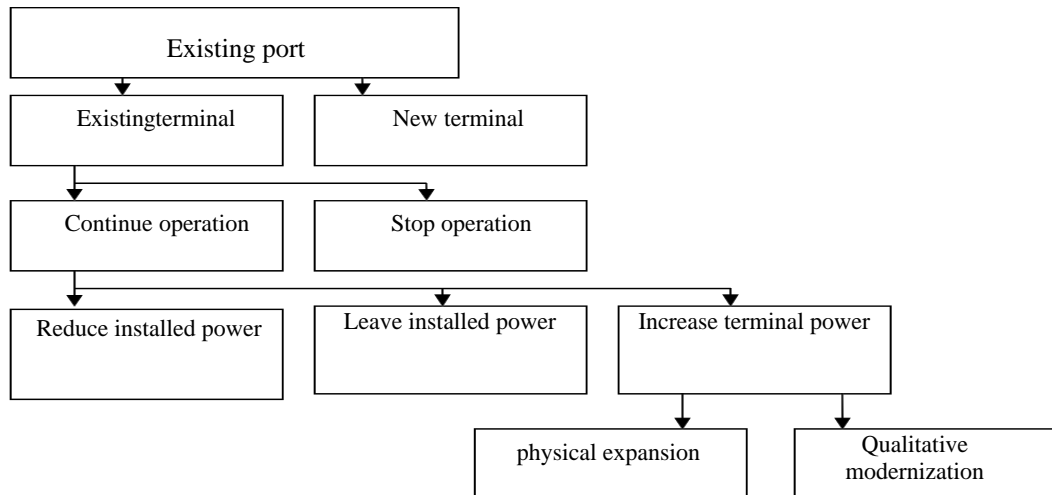 Existing port
Existingterminal
New terminal
Continue operation
Stop operation
Reduce installed power
Leave installed power
Increase terminal power
physical expansion
Qualitative
modernization